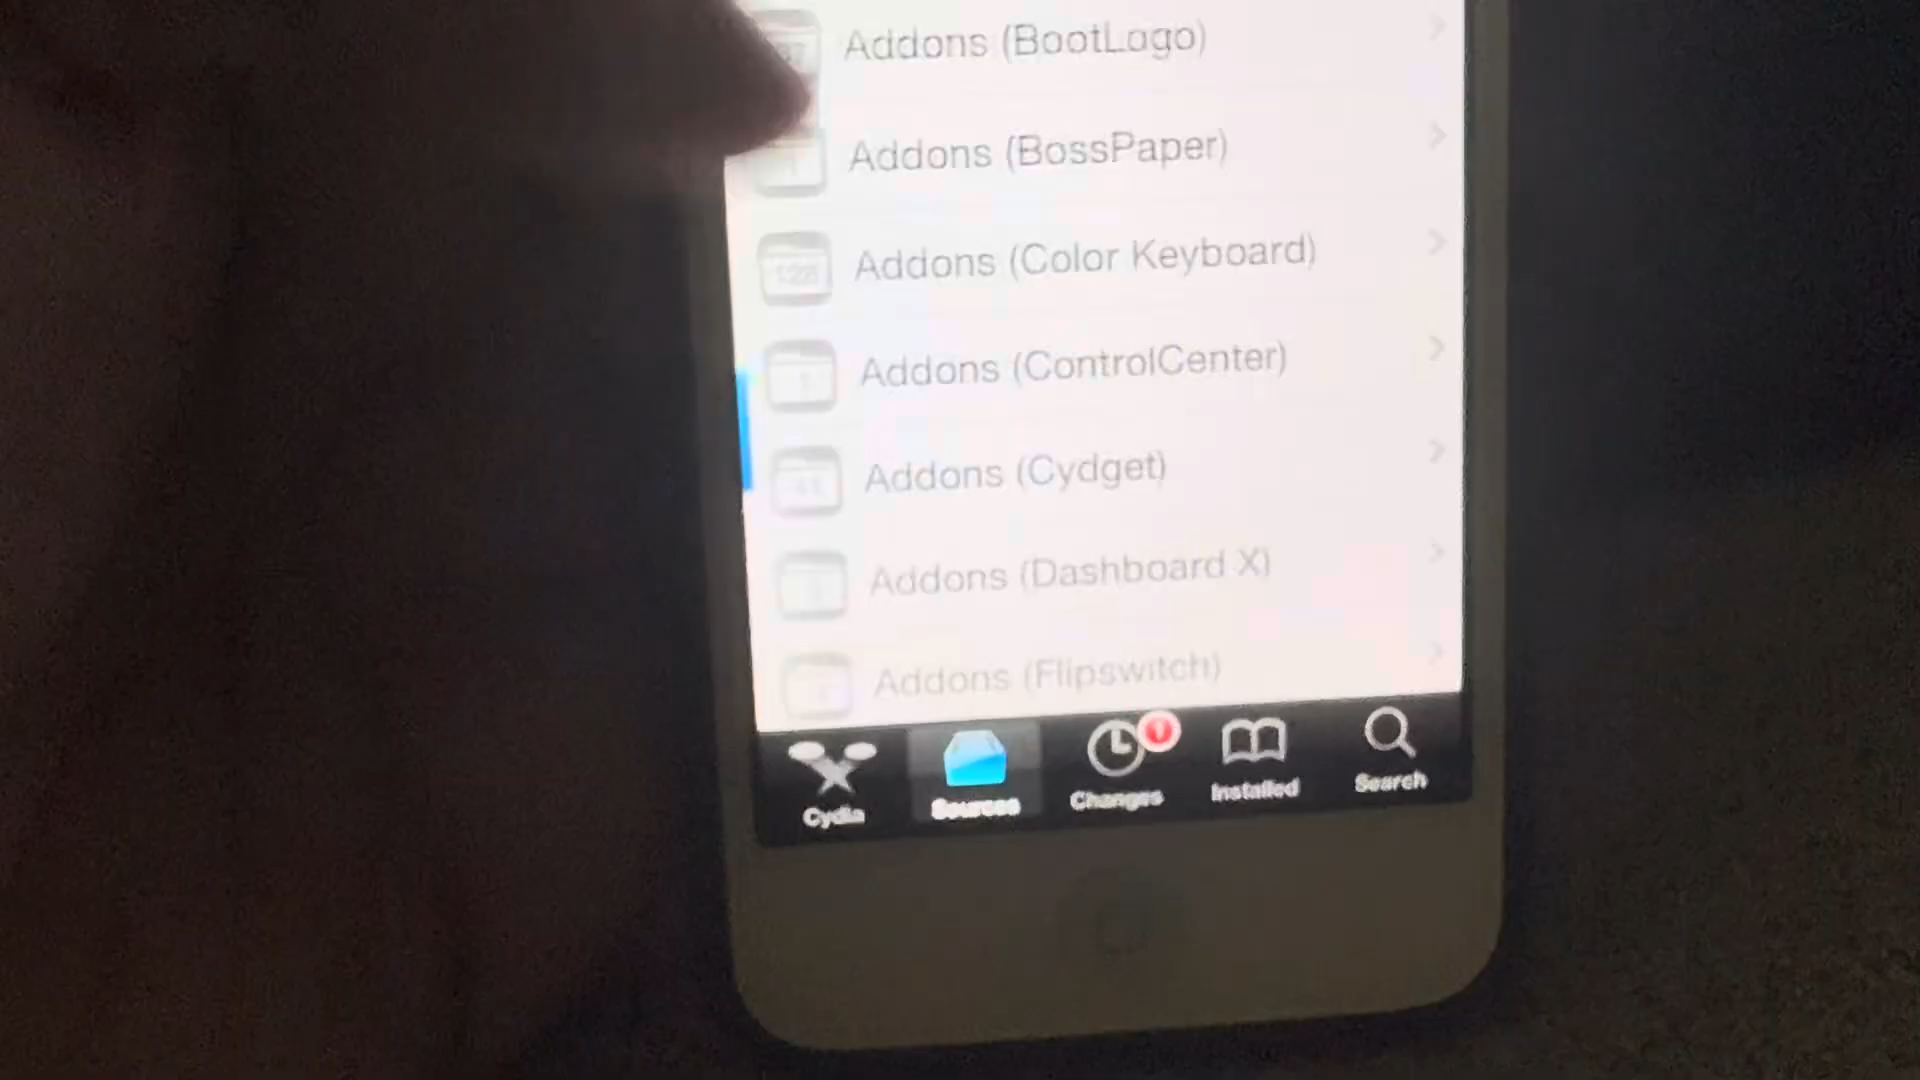 Addons (BootLogo)
Addons (BossPaper)
Addons (Color Keyboard)
Addons (ControlCenter)
Addons (Cydget)
Addons (Dashboard X)
Addons (Flipswitch)
Cydia
Sources
Changes
Installed
Search